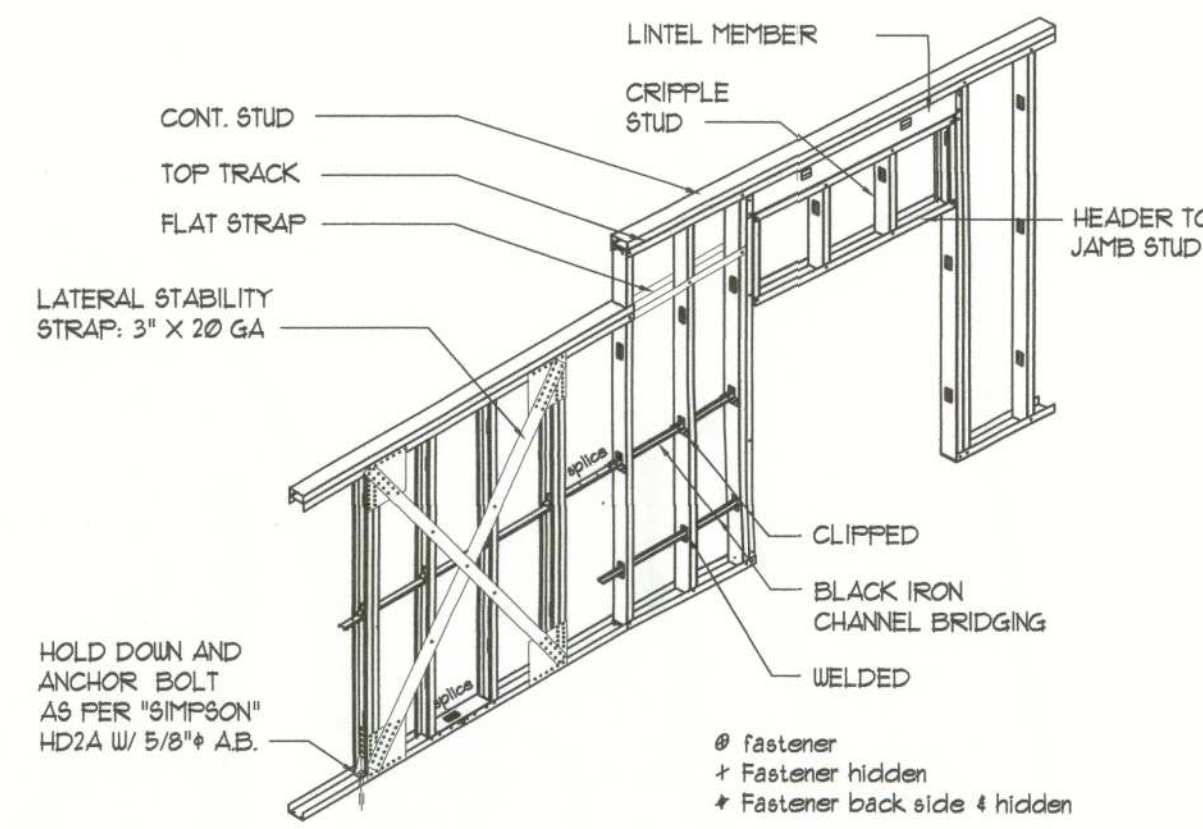 LINTEL MEMBER
CRIPPLE
STUD
CONT. STUD
TOP TRACK
FLAT STRAP
HEADER TO
JAMB STUD
LATERAL STABILITY
STRAP: 3" X 20 GA
splice
CLIPPED
BLACK IRON
CHANNEL BRIDGING
WELDED
HOLD DOWN AND
ANCHOR BOLT
AS PER "SIMPSON"
HD2A W/ 5/8"φ A.B.
splice
fastener
Fastener hidden
Fastener back side & hidden